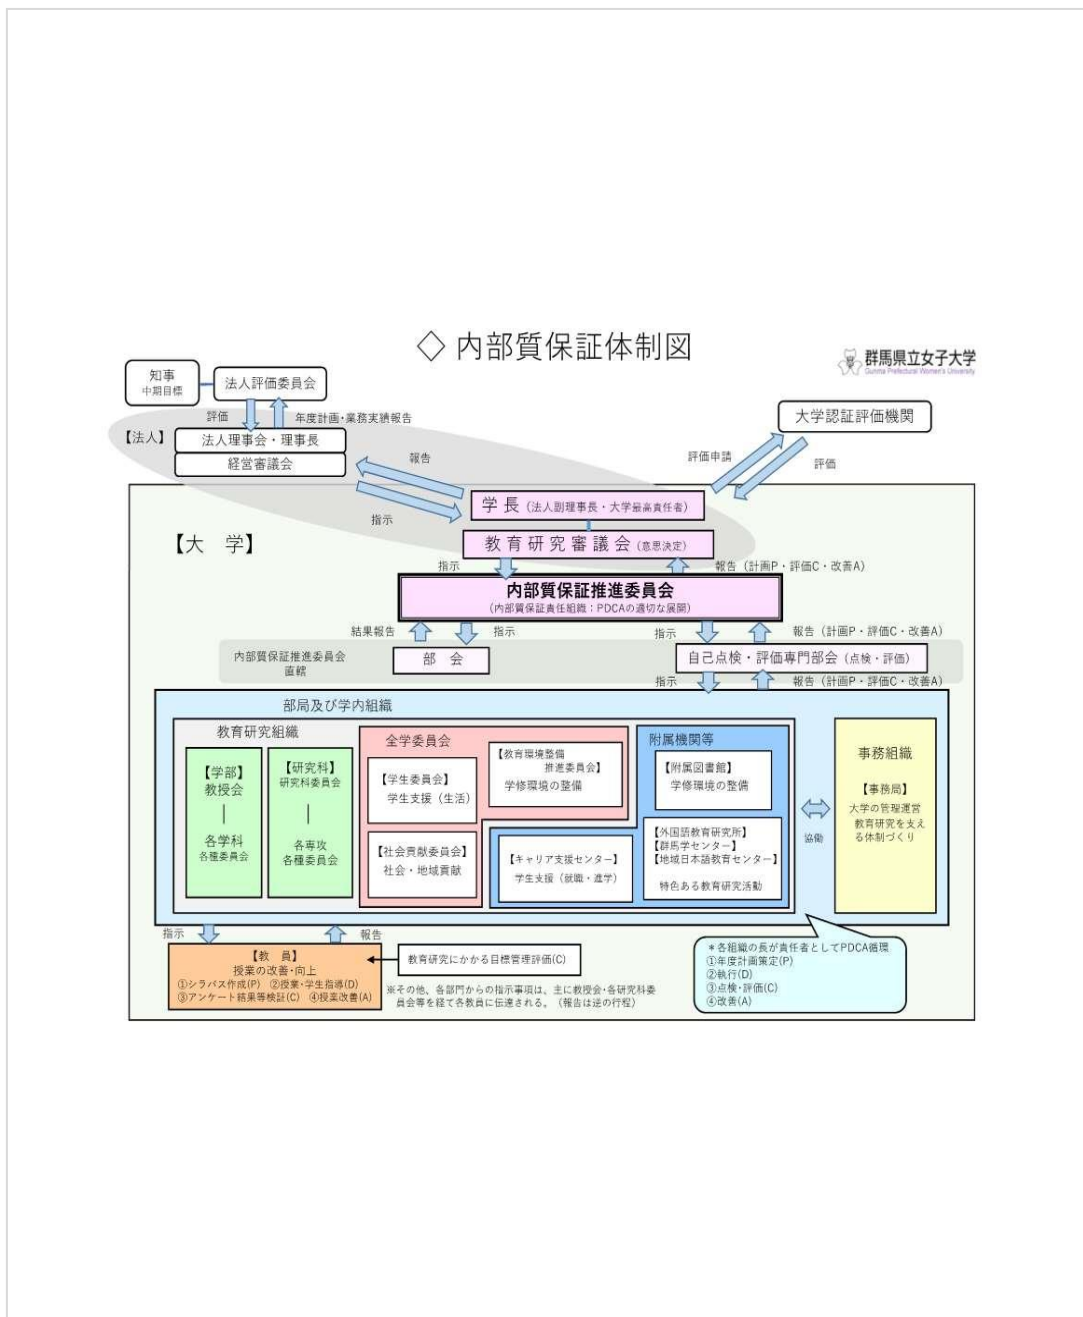 ◇ 内部質保証体制図
群馬県立女子大学
Gunma Prefectural Women's University
知事
中期目標
法人評価委員会
評価
年度計画・業務実績報告
【法人】
法人理事会・理事長
経営審議会
大学認証評価機関
報告
指示
評価申請
評価
【大 学】
学 長 (法人副理事長・大学最高責任者)
教育研究審議会 (意思決定)
指示
報告(計画P・評価C・改善A)
内部質保証推進委員会
(内部質保証責任組織:PDCAの適切な展開)
結果報告
指示
指示
報告(計画P・評価C・改善A)
内部質保証推進委員会
直轄
部 会
自己点検・評価専門部会(点検・評価)
指示
報告(計画P・評価C・改善A)
部局及び学内組織
教育研究組織
【学部】
教授会
各学科
各種委員会
【研究科】
研究科委員会
各専攻
各種委員会
全学委員会
【学生委員会】
学生支援(生活)
【教育環境整備
推進委員会】
学修環境の整備
【社会貢献委員会】
社会・地域貢献
附属機関等
【附属図書館】
学修環境の整備
【キャリア支援センター】
学生支援(就職・進学)
【外国語教育研究所】
【群馬学センター】
【地域日本語教育センター】
特色ある教育研究活動
協働
事務組織
【事務局】
大学の管理運営
教育研究を支え
る体制づくり
指示
報告
【教 員】
授業の改善・向上
①シラバス作成(P) ②授業・学生指導(D)
③アンケート結果等検証(C) ④授業改善(A)
教育研究にかかる目標管理評価(C)
※その他、各部門からの指示事項は、主に教授会・各研究科委
員会等を経て各教員に伝達される。(報告は逆の行程)
*各組織の長が責任者としてPDCA循環
①年度計画策定(P)
②執行(D)
③点検・評価(C)
④改善(A)